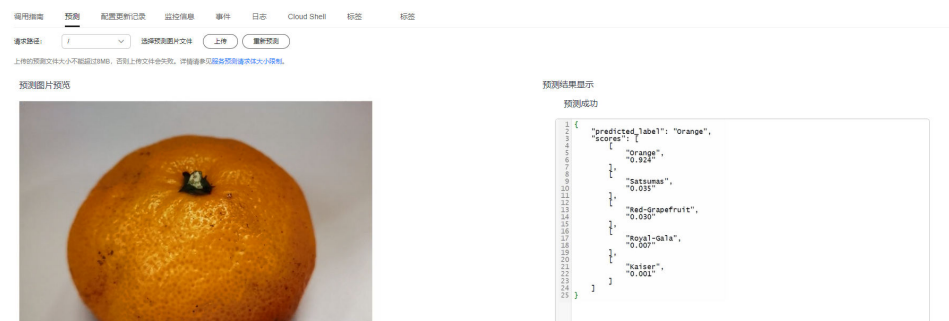 调用指南 预测 配置更新记录 监控信息 事件 日志 Cloud Shell 标签 标签
请求路径: / 选择预测图片文件 上传 重新预测
上传的预测文件大小不能超过8MB，否则上传文件会失败。详情请参见服务预测请求体大小限制。
预测图片预览
预测结果显示
预测成功
1 {
2 "predicted_label": "Orange",
3 "scores": [
4 [
5 "Orange",
6 "0.924"
7 ],
8 [
9 "Satsumas",
10 "0.035"
11 ],
12 [
13 "Red-Grapefruit",
14 "0.030"
15 ],
16 [
17 "Royal-Gala",
18 "0.007"
19 ],
20 [
21 "Kaiser",
22 "0.001"
23 ]
24 ]
25 }